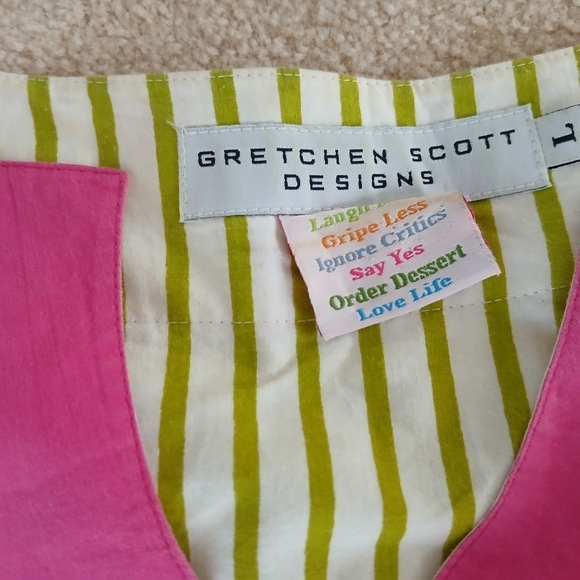 GRETCHEN SCOTT
DESIGNS
L
Laugh
Gripe Less
Ignore Critics
Say Yes
Order Dessert
Love Life